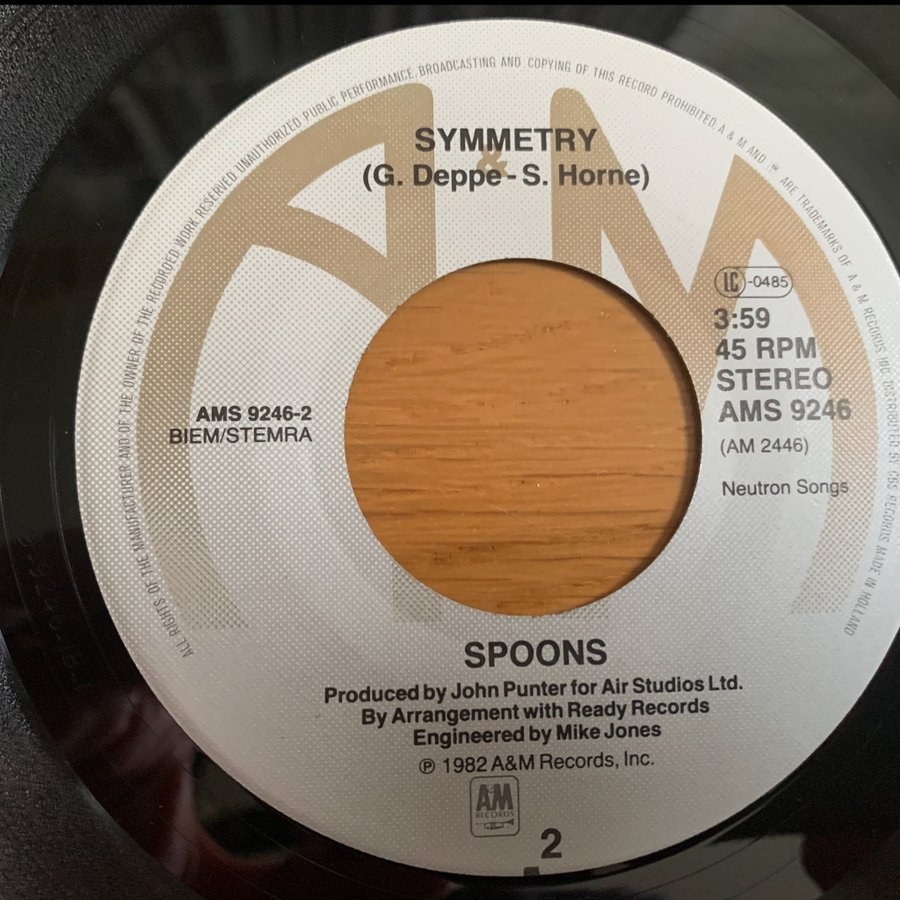 ALL RIGHTS OF THE MANUFACTURER AND OF THE OWNER OF THE RECORDED WORK RESERVED UNAUTHORIZED PUBLIC PERFORMANCE, BROADCASTING AND COPYING OF THIS RECORD PROHIBITED. A & M AND ARE TRADEMARKS OF A & M RECORDS INC. DISTRIBUTED BY CBS RECORDS MADE IN HOLLAND
A&M
SYMMETRY
(G. Deppe - S. Horne)
LC -0485
3:59
45 RPM
STEREO
AMS 9246
(AM 2446)
Neutron Songs
AMS 9246-2
BIEM/STEMRA
SPOONS
Produced by John Punter for Air Studios Ltd.
By Arrangement with Ready Records
Engineered by Mike Jones
℗ 1982 A&M Records, Inc.
AM
RECORDS
2